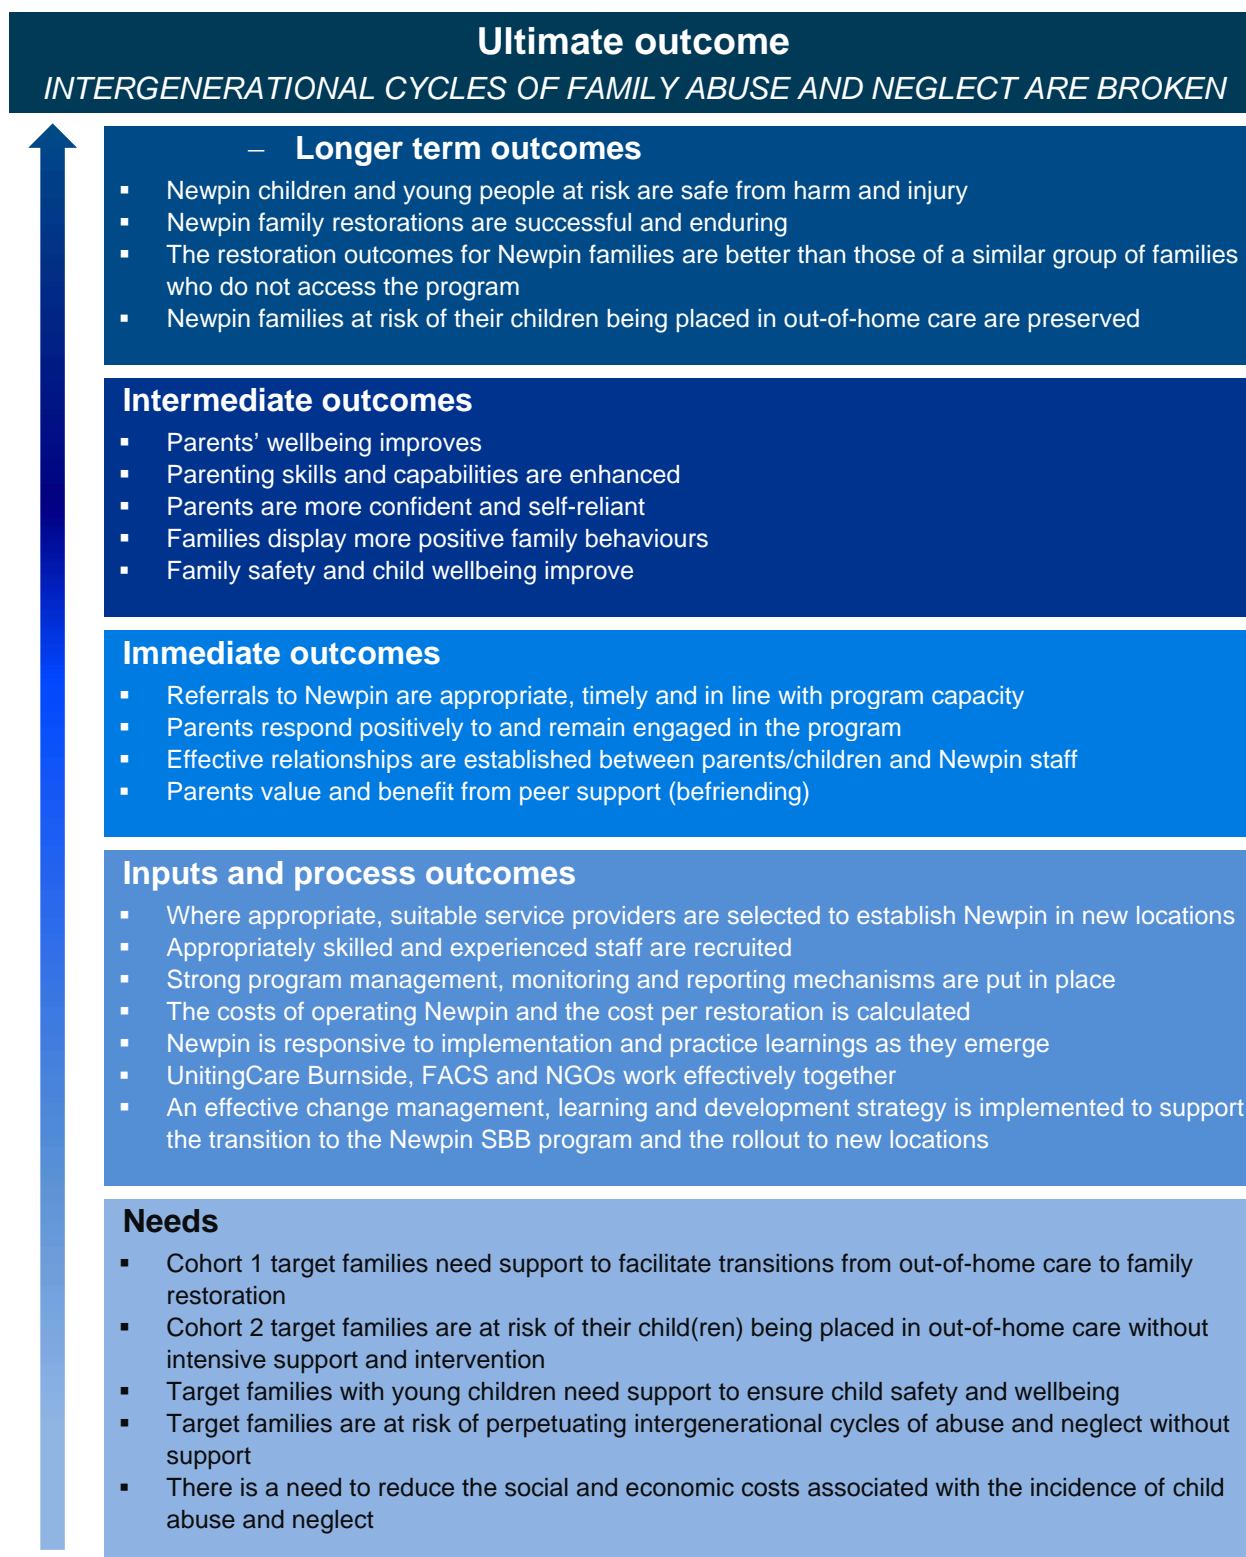 Ultimate outcome
INTERGENERATIONAL CYCLES OF FAMILY ABUSE AND NEGLECT ARE BROKEN
– Longer term outcomes
▪ Newpin children and young people at risk are safe from harm and injury
▪ Newpin family restorations are successful and enduring
▪ The restoration outcomes for Newpin families are better than those of a similar group of families
who do not access the program
▪ Newpin families at risk of their children being placed in out-of-home care are preserved
Intermediate outcomes
▪ Parents’ wellbeing improves
▪ Parenting skills and capabilities are enhanced
▪ Parents are more confident and self-reliant
▪ Families display more positive family behaviours
▪ Family safety and child wellbeing improve
Immediate outcomes
▪ Referrals to Newpin are appropriate, timely and in line with program capacity
▪ Parents respond positively to and remain engaged in the program
▪ Effective relationships are established between parents/children and Newpin staff
▪ Parents value and benefit from peer support (befriending)
Inputs and process outcomes
▪ Where appropriate, suitable service providers are selected to establish Newpin in new locations
▪ Appropriately skilled and experienced staff are recruited
▪ Strong program management, monitoring and reporting mechanisms are put in place
▪ The costs of operating Newpin and the cost per restoration is calculated
▪ Newpin is responsive to implementation and practice learnings as they emerge
▪ UnitingCare Burnside, FACS and NGOs work effectively together
▪ An effective change management, learning and development strategy is implemented to support
the transition to the Newpin SBB program and the rollout to new locations
Needs
▪ Cohort 1 target families need support to facilitate transitions from out-of-home care to family
restoration
▪ Cohort 2 target families are at risk of their child(ren) being placed in out-of-home care without
intensive support and intervention
▪ Target families with young children need support to ensure child safety and wellbeing
▪ Target families are at risk of perpetuating intergenerational cycles of abuse and neglect without
support
▪ There is a need to reduce the social and economic costs associated with the incidence of child
abuse and neglect